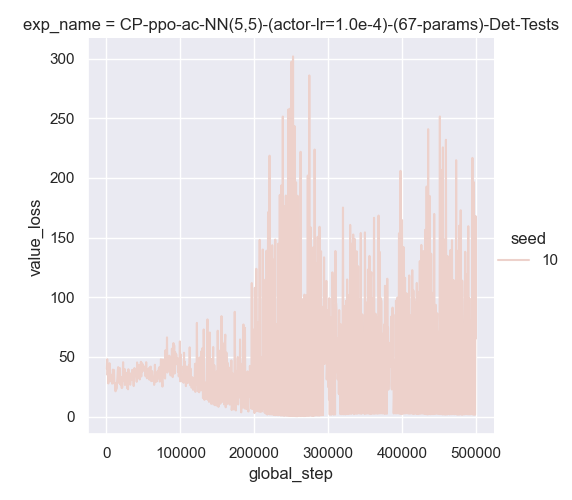 exp_name = CP-ppo-ac-NN(5,5)-(actor-lr=1.0e-4)-(67-params)-Det-Tests
300
250
200
150
100
50
0
value_loss
seed
10
0 100000 200000 300000 400000 500000
global_step